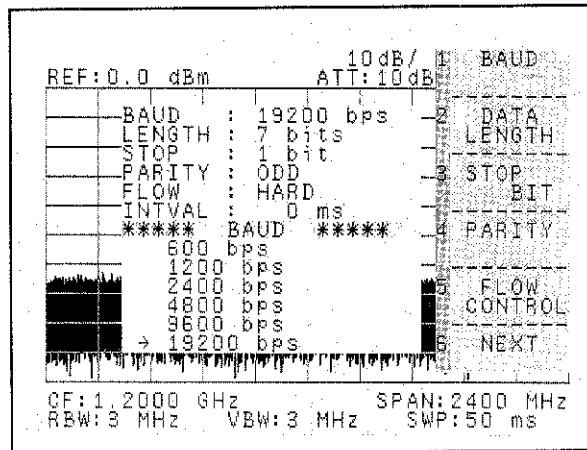 10dB/
REF:0.0 dBm ATT:10dB
BAUD : 19200 bps
LENGTH : 7 bits
STOP : 1 bit
PARITY : ODD
FLOW : HARD
INTVAL : 0 ms
***** BAUD *****
600 bps
1200 bps
2400 bps
4800 bps
9600 bps
→ 19200 bps
CF:1.2000 GHz SPAN:2400 MHz
RBW:3 MHz VBW:3 MHz SWP:50 ms
1 BAUD
2 DATA
LENGTH
3 STOP
BIT
4 PARITY
5 FLOW
CONTROL
6 NEXT